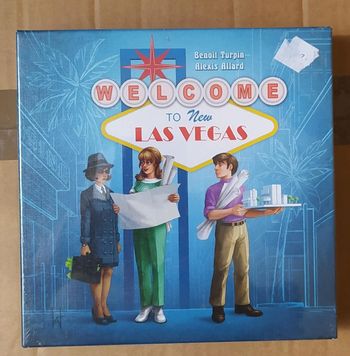 Benoit Turpin
Alexis Allard
WELCOME
TO New
LAS VEGAS